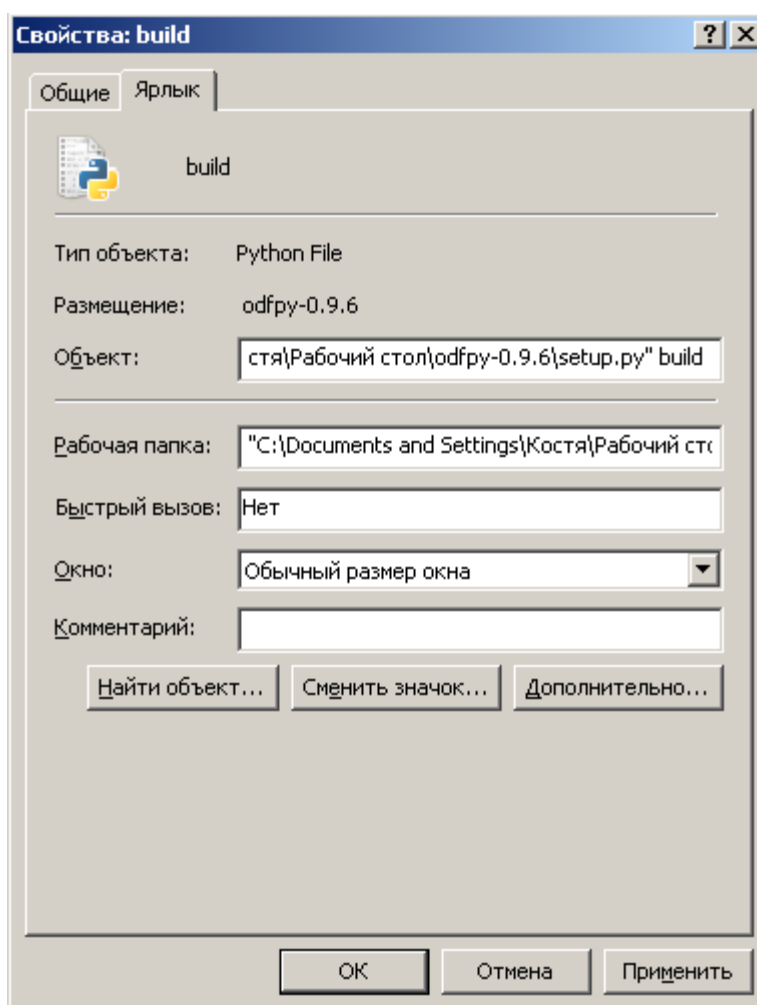 Свойства: build
Общие Ярлык
build
Тип объекта: Python File
Размещение: odfpy-0.9.6
Объект: стя\Рабочий стол\odfpy-0.9.6\setup.py" build
Рабочая папка: "C:\Documents and Settings\Костя\Рабочий сто
Быстрый вызов: Нет
Окно: Обычный размер окна
Комментарий:
Найти объект... Сменить значок... Дополнительно...
ОК Отмена Применить